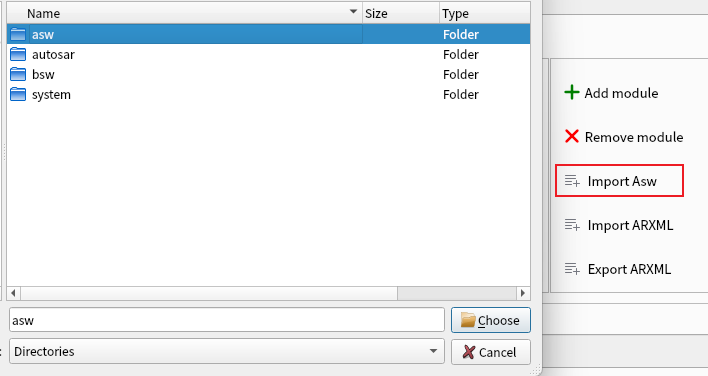 Name Size Type
asw Folder
autosar Folder
bsw Folder
system Folder
asw Choose
Directories Cancel
Add module
Remove module
Import Asw
Import ARXML
Export ARXML